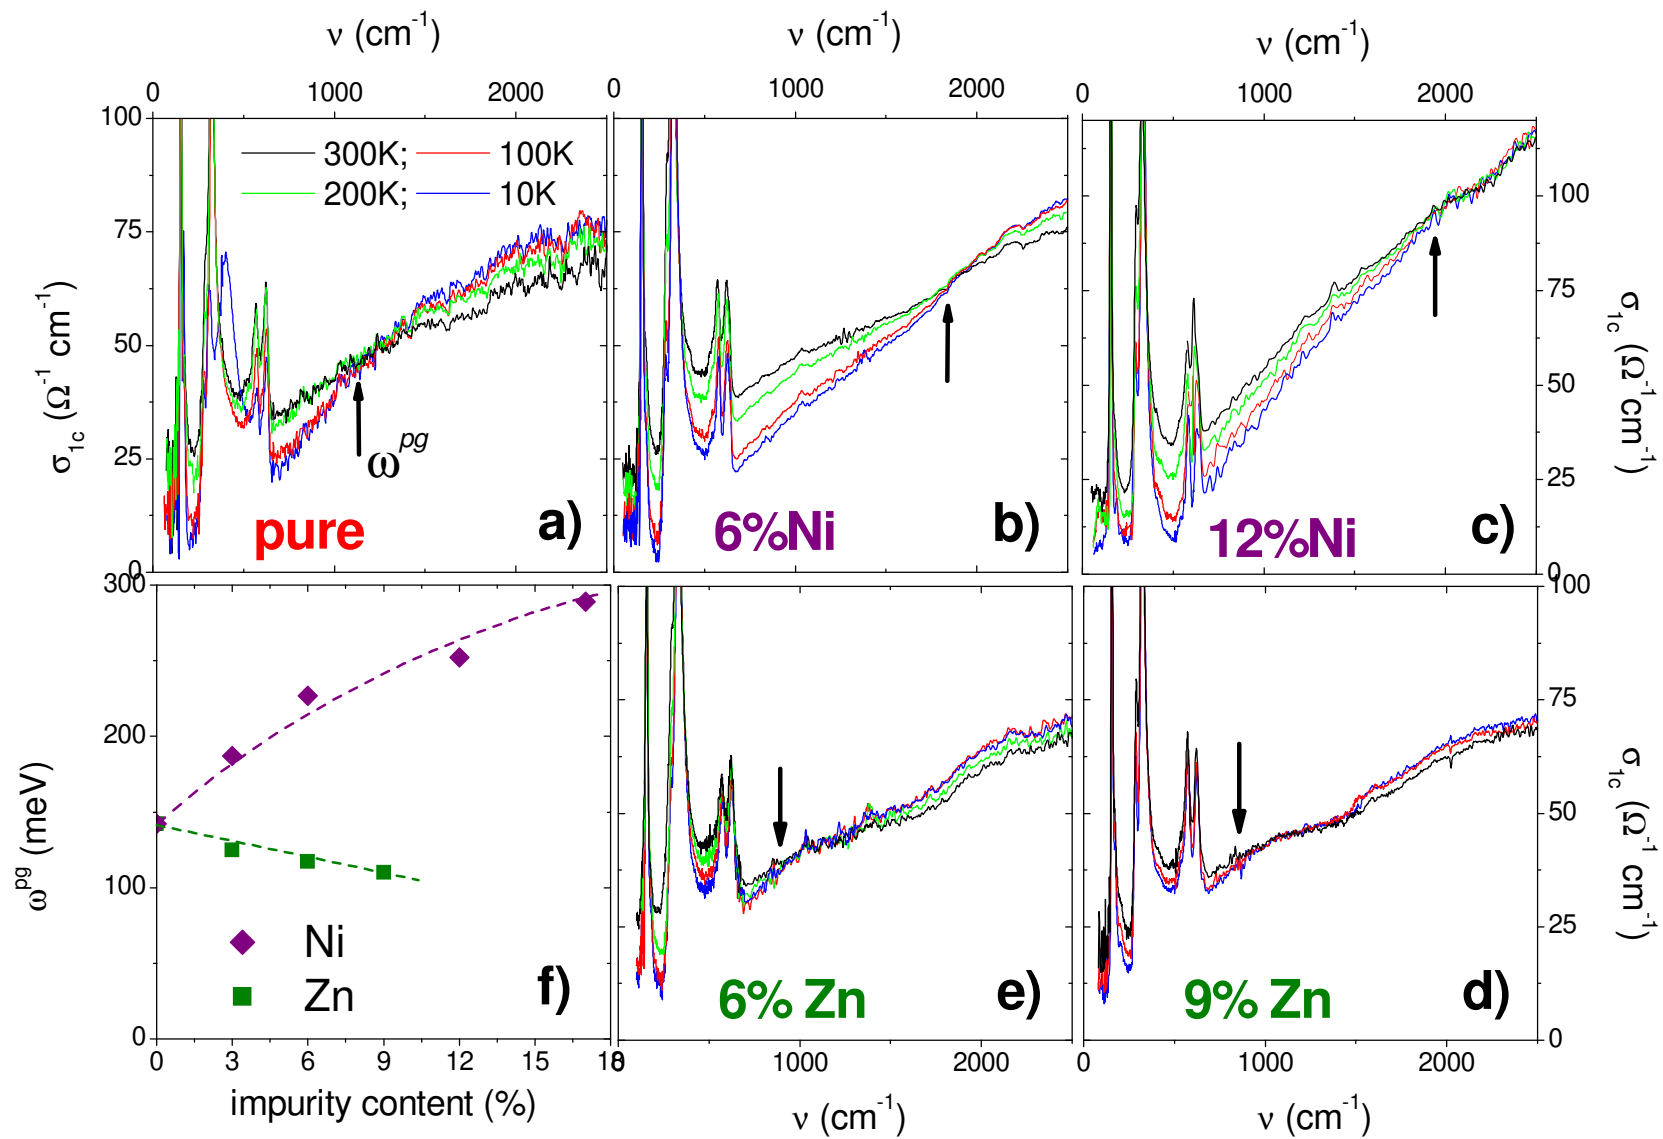 ν (cm⁻¹)
ν (cm⁻¹)
ν (cm⁻¹)
0 1000 2000
0 1000 2000
0 1000 2000
100
75
50
25
0
σ₁c (Ω⁻¹ cm⁻¹)
300K; 100K
200K; 10K
ω^pg
pure
a)
6%Ni
b)
12%Ni
c)
100
75
50
25
0
σ₁c (Ω⁻¹cm⁻¹)
300
200
100
0
ω^pg (meV)
Ni
Zn
f)
0 3 6 9 12 15 18
impurity content (%)
6% Zn
e)
0 1000 2000
ν (cm⁻¹)
9% Zn
d)
0 1000 2000
ν (cm⁻¹)
100
75
50
25
0
σ₁c (Ω⁻¹ cm⁻¹)